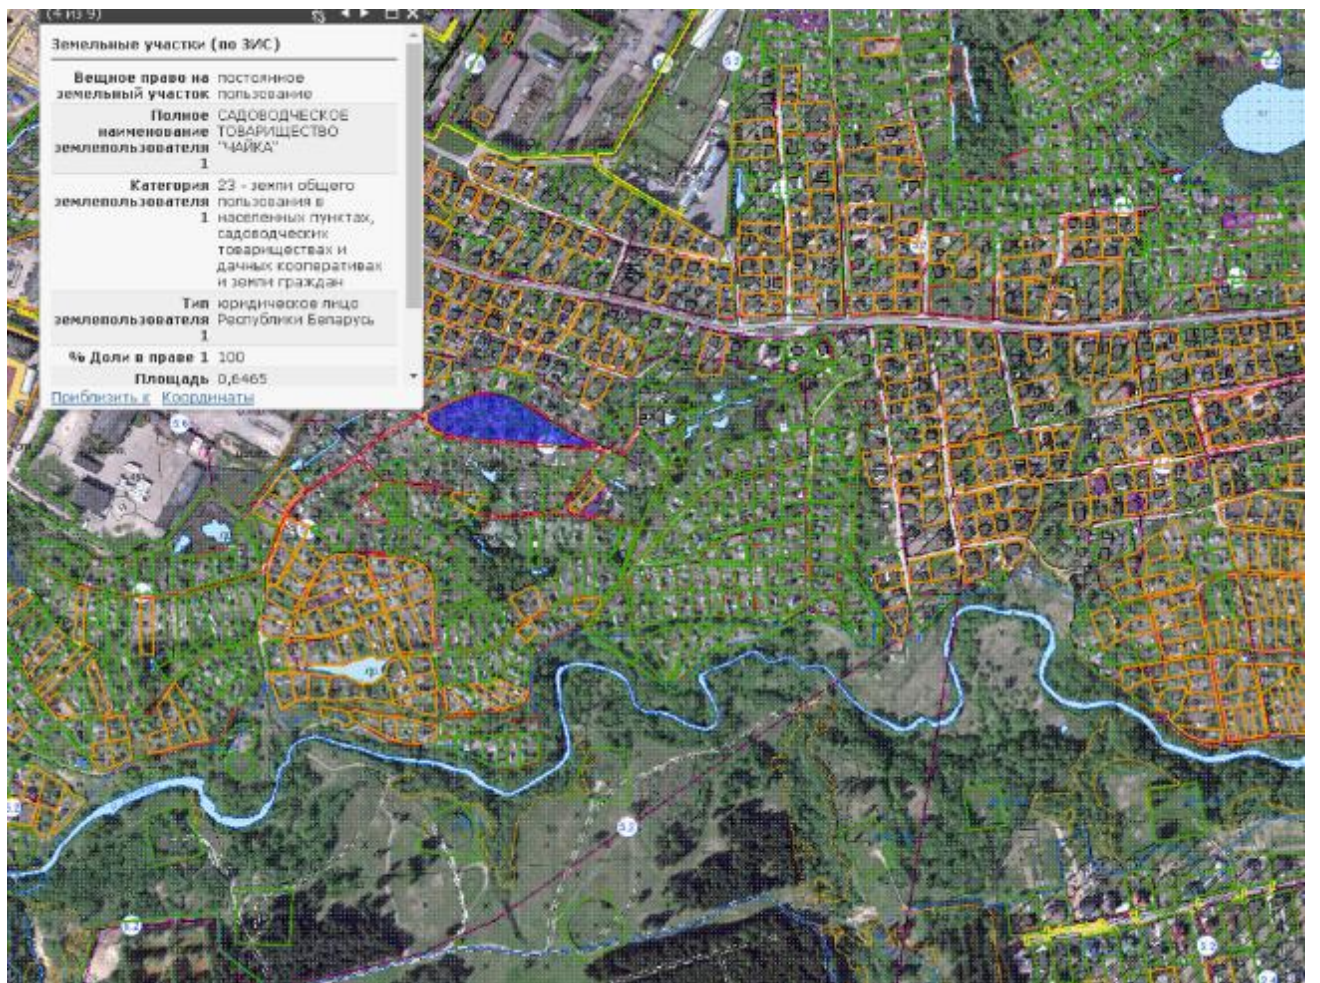 (4 из 9)
Земельные участки (по ЗИС)
Вещное право на постоянное
земельный участок пользование
Полное САДОВОДЧЕСКОЕ
наименование ТОВАРИЩЕСТВО
землепользователя "ЧАЙКА"
1
Категория 23 - земли общего
землепользователя пользования в
1 населенных пунктах,
садоводческих
товариществах и
дачных кооперативах
и земли граждан
Тип юридическое лицо
землепользователя Республики Беларусь
1
% Доли в праве 1 100
Площадь 0,6465
Приблизить к Координаты